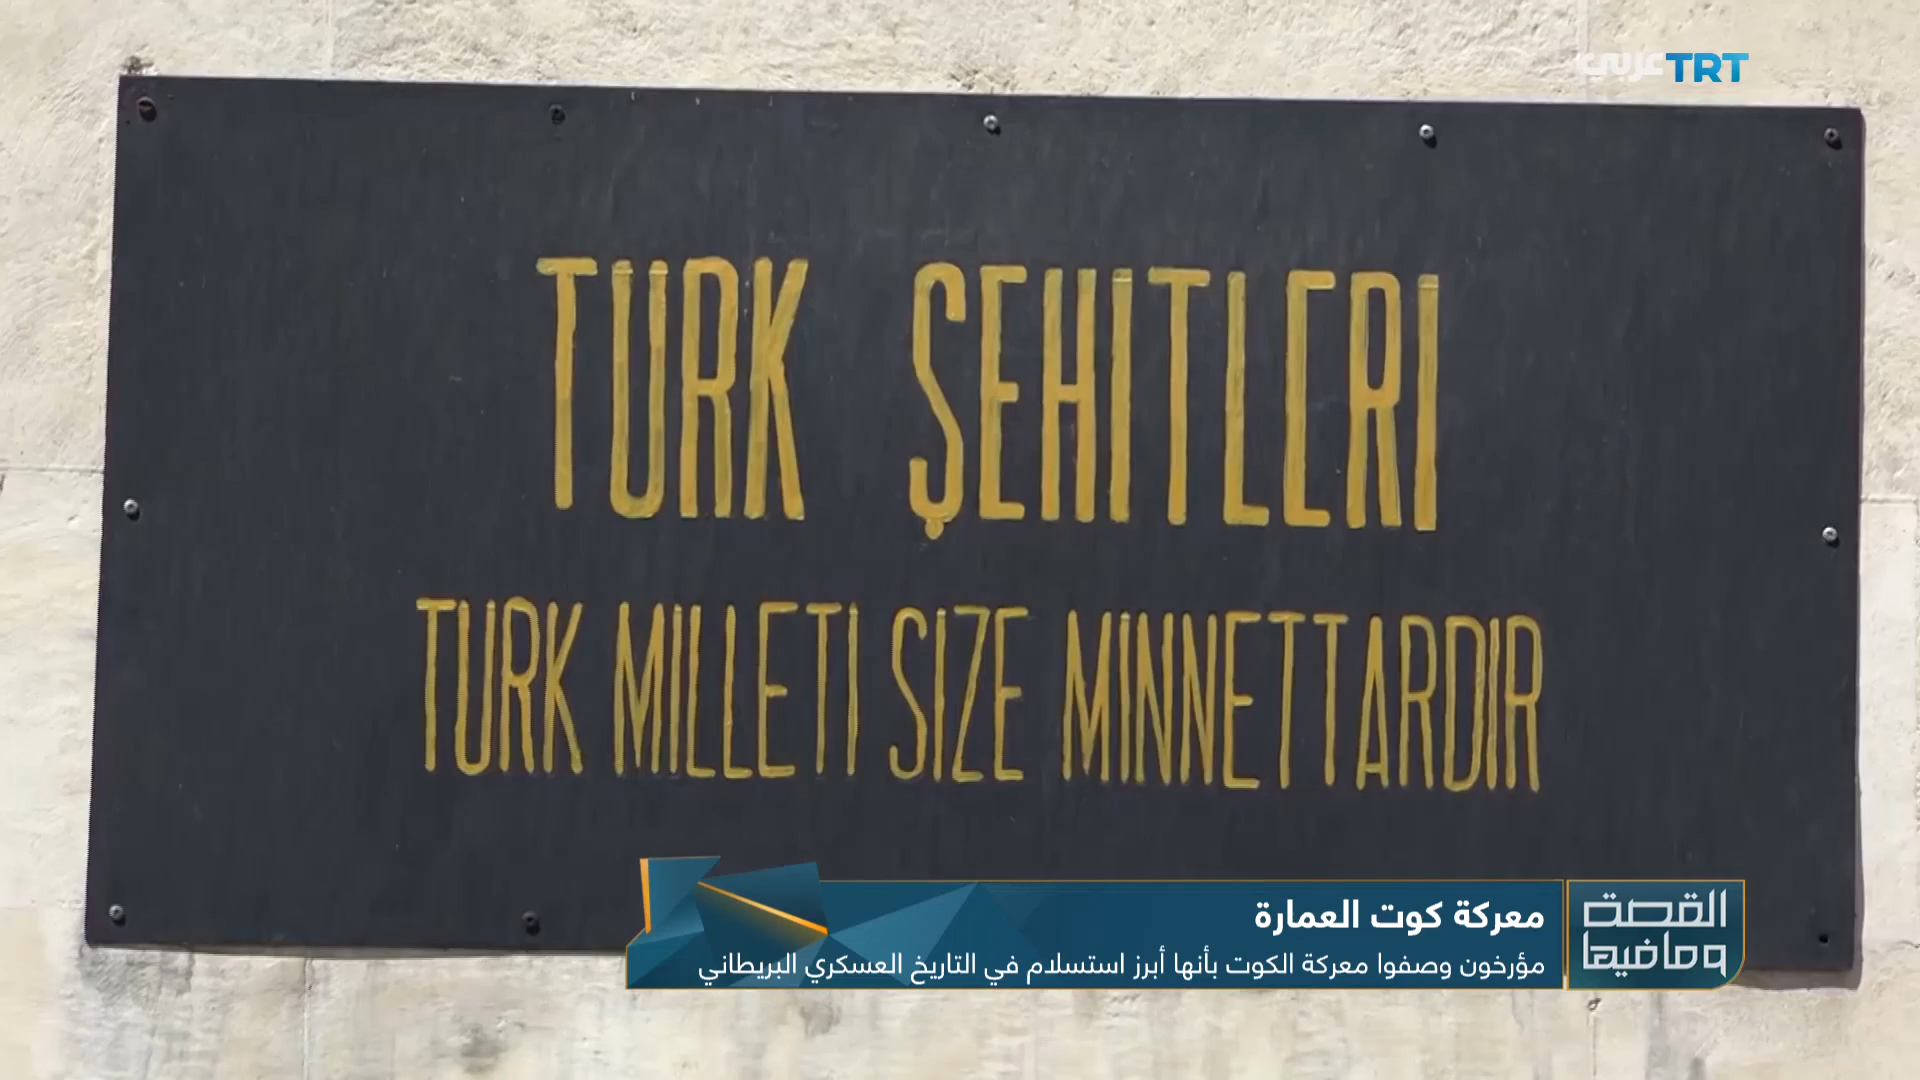 عربي TRT
TURK ŞEHITLERI
TURK MILLETI SIZE MINNETTARDIR
معركة كوت العمارة
مؤرخون وصفوا معركة الكوت بأنها أبرز استسلام في التاريخ العسكري البريطاني
القصة
وما فيها